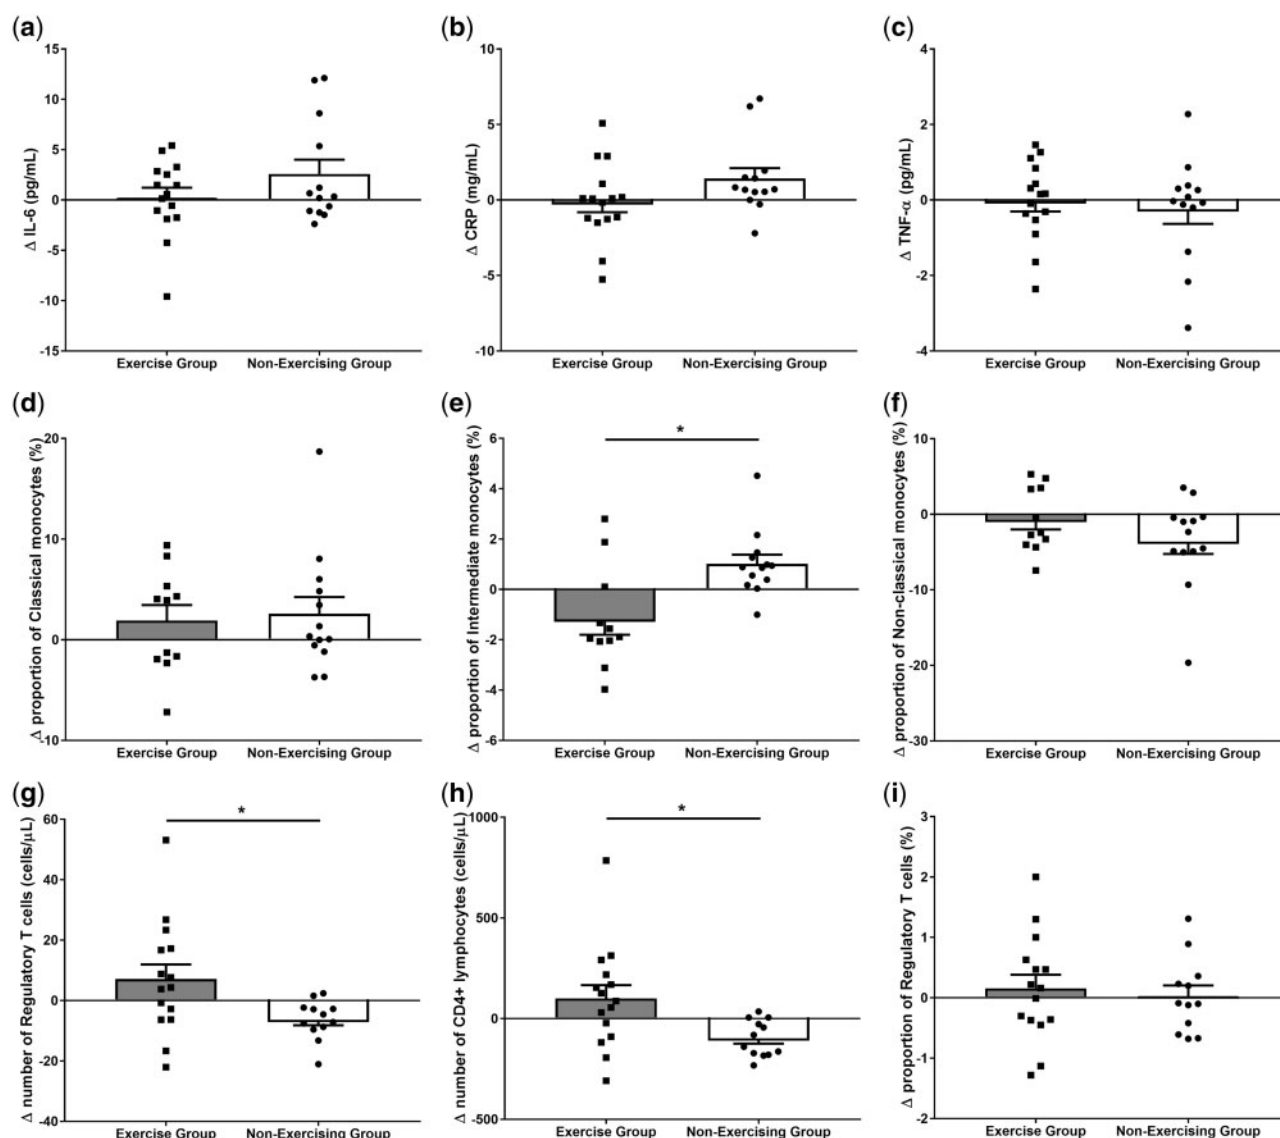 (a)
Δ IL-6 (pg/mL)
15
10
5
0
-5
-10
-15
Exercise Group
Non-Exercising Group
(b)
Δ CRP (mg/mL)
10
5
0
-5
-10
Exercise Group
Non-Exercising Group
(c)
Δ TNF-α (pg/mL)
4
2
0
-2
-4
Exercise Group
Non-Exercising Group
(d)
Δ proportion of Classical monocytes (%)
20
10
0
-10
Exercise Group
Non-Exercising Group
(e)
Δ proportion of Intermediate monocytes (%)
6
4
2
0
-2
-4
-6
*
Exercise Group
Non-Exercising Group
(f)
Δ proportion of Non-classical monocytes (%)
10
0
-10
-20
-30
Exercise Group
Non-Exercising Group
(g)
Δ number of Regulatory T cells (cells/μL)
60
40
20
0
-20
-40
*
Exercise Group
Non-Exercising Group
(h)
Δ number of CD4+ lymphocytes (cells/μL)
1000
500
0
-500
*
Exercise Group
Non-Exercising Group
(i)
Δ proportion of Regulatory T cells (%)
3
2
1
0
-1
-2
Exercise Group
Non-Exercising Group